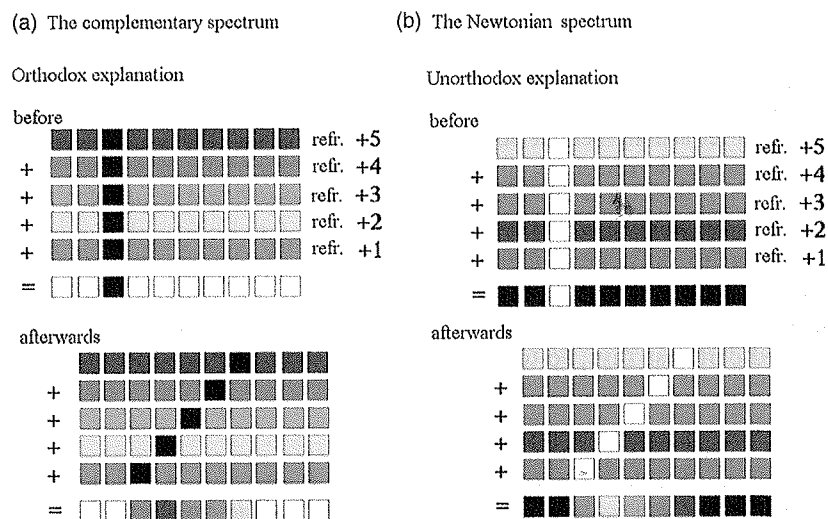 (a) The complementary spectrum
Orthodox explanation
before
refr. +5
+ refr. +4
+ refr. +3
+ refr. +2
+ refr. +1
=
afterwards
+
+
+
+
=
(b) The Newtonian spectrum
Unorthodox explanation
before
refr. +5
+ refr. +4
+ refr. +3
+ refr. +2
+ refr. +1
=
afterwards
+
+
+
+
=